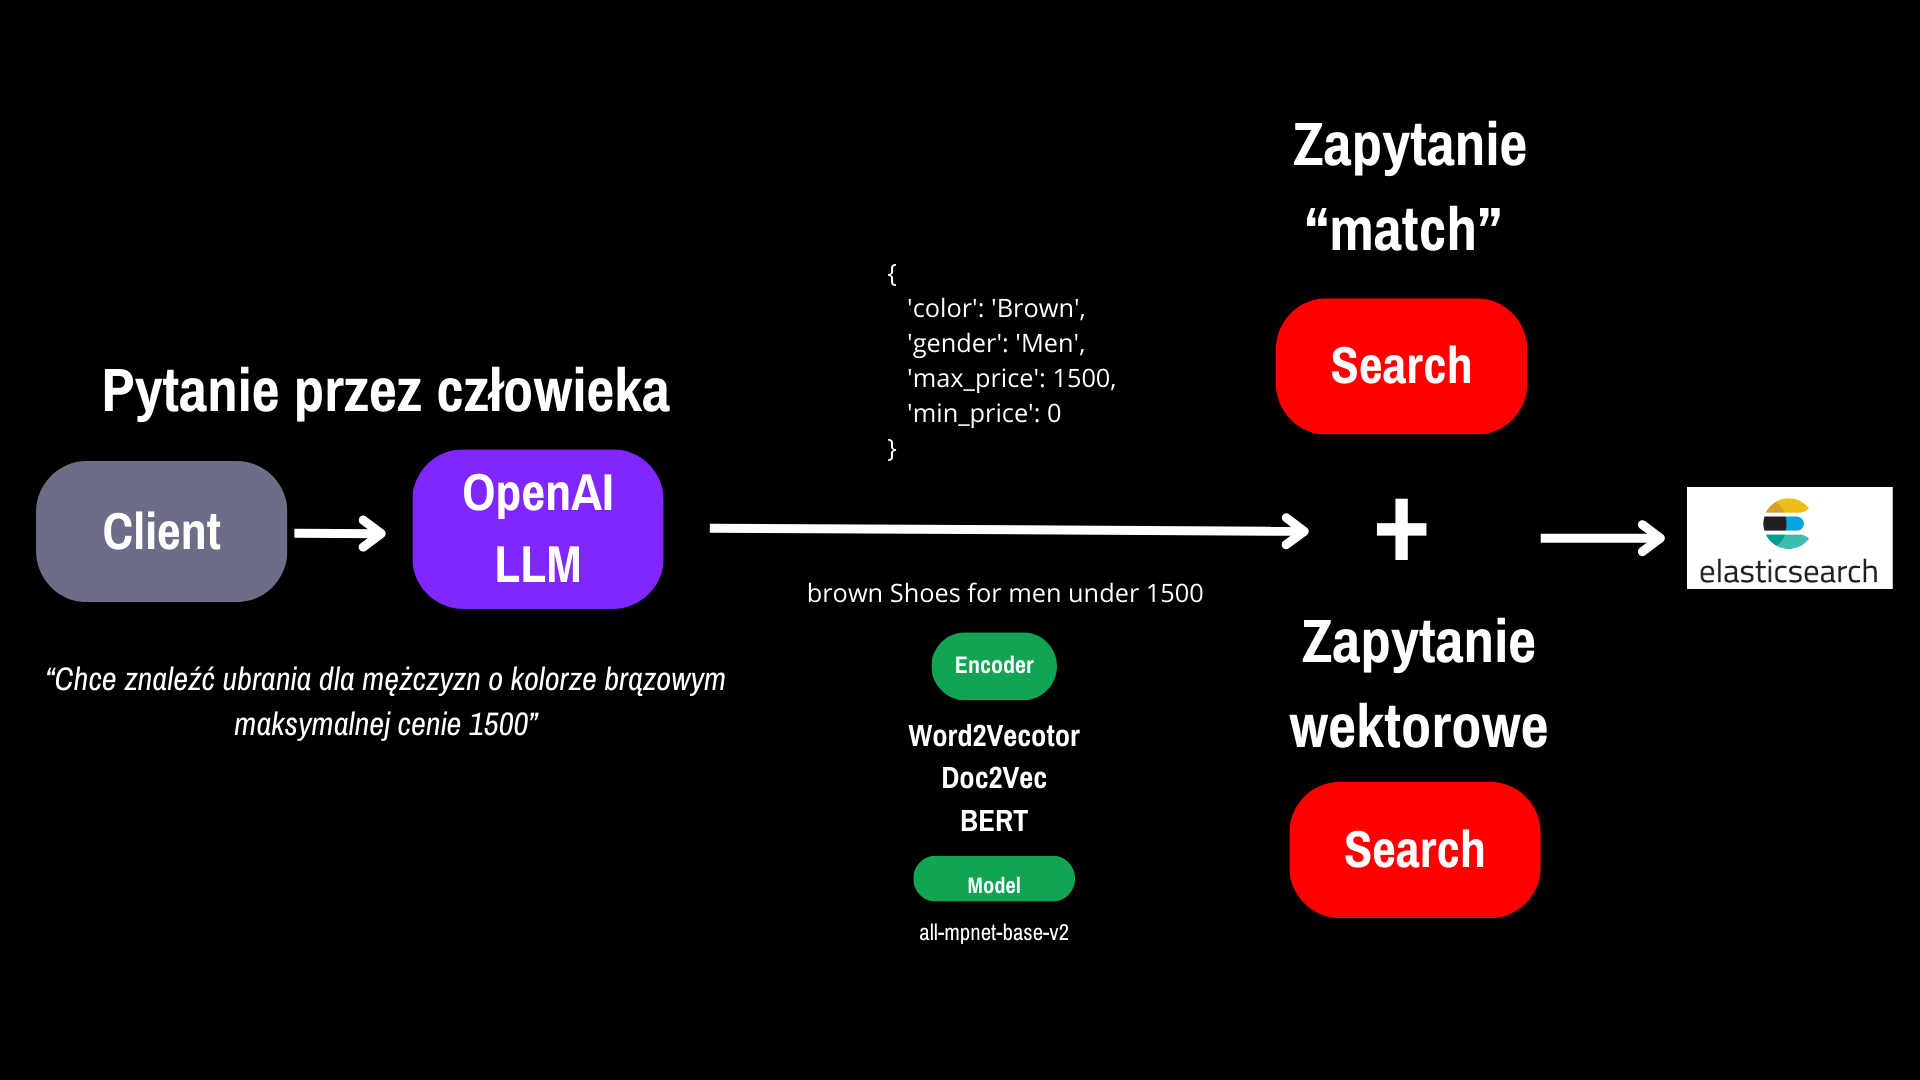 Pytanie przez człowieka
Client
OpenAI
LLM
“Chce znaleźć ubrania dla mężczyzn o kolorze brązowym
maksymalnej cenie 1500”
{
'color': 'Brown',
'gender': 'Men',
'max_price': 1500,
'min_price': 0
}
brown Shoes for men under 1500
Encoder
Word2Vecotor
Doc2Vec
BERT
Model
all-mpnet-base-v2
Zapytanie
“match”
Search
+
Zapytanie
wektorowe
Search
elasticsearch